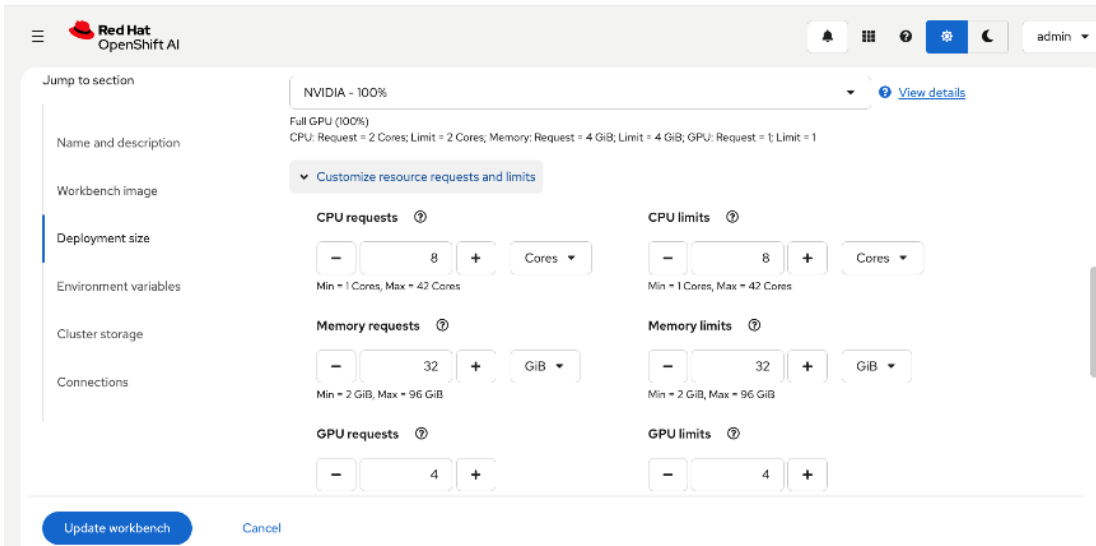 Red Hat
OpenShift AI
admin
Jump to section
Name and description
Workbench image
Deployment size
Environment variables
Cluster storage
Connections
NVIDIA - 100%
View details
Full GPU (100%)
CPU: Request = 2 Cores; Limit = 2 Cores; Memory: Request = 4 GiB; Limit = 4 GiB; GPU: Request = 1; Limit = 1
Customize resource requests and limits
CPU requests
CPU limits
8 Cores
8 Cores
Min = 1 Cores, Max = 42 Cores
Min = 1 Cores, Max = 42 Cores
Memory requests
Memory limits
32 GiB
32 GiB
Min = 2 GiB, Max = 96 GiB
Min = 2 GiB, Max = 96 GiB
GPU requests
GPU limits
4
4
Update workbench
Cancel